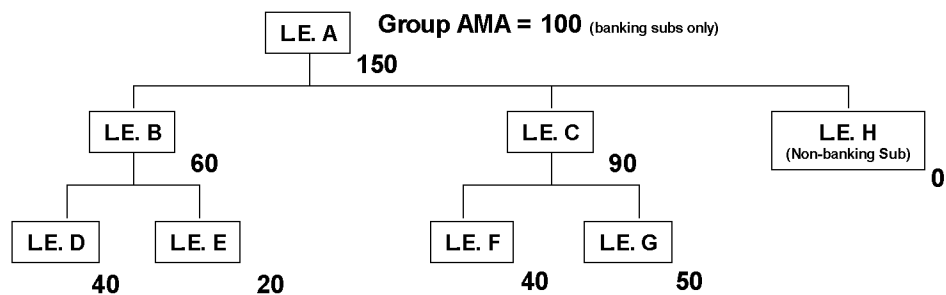 L.E. A
Group AMA = 100 (banking subs only)
150
L.E. B
L.E. C
L.E. H
(Non-banking Sub)
60
90
0
L.E. D
L.E. E
L.E. F
L.E. G
40
20
40
50